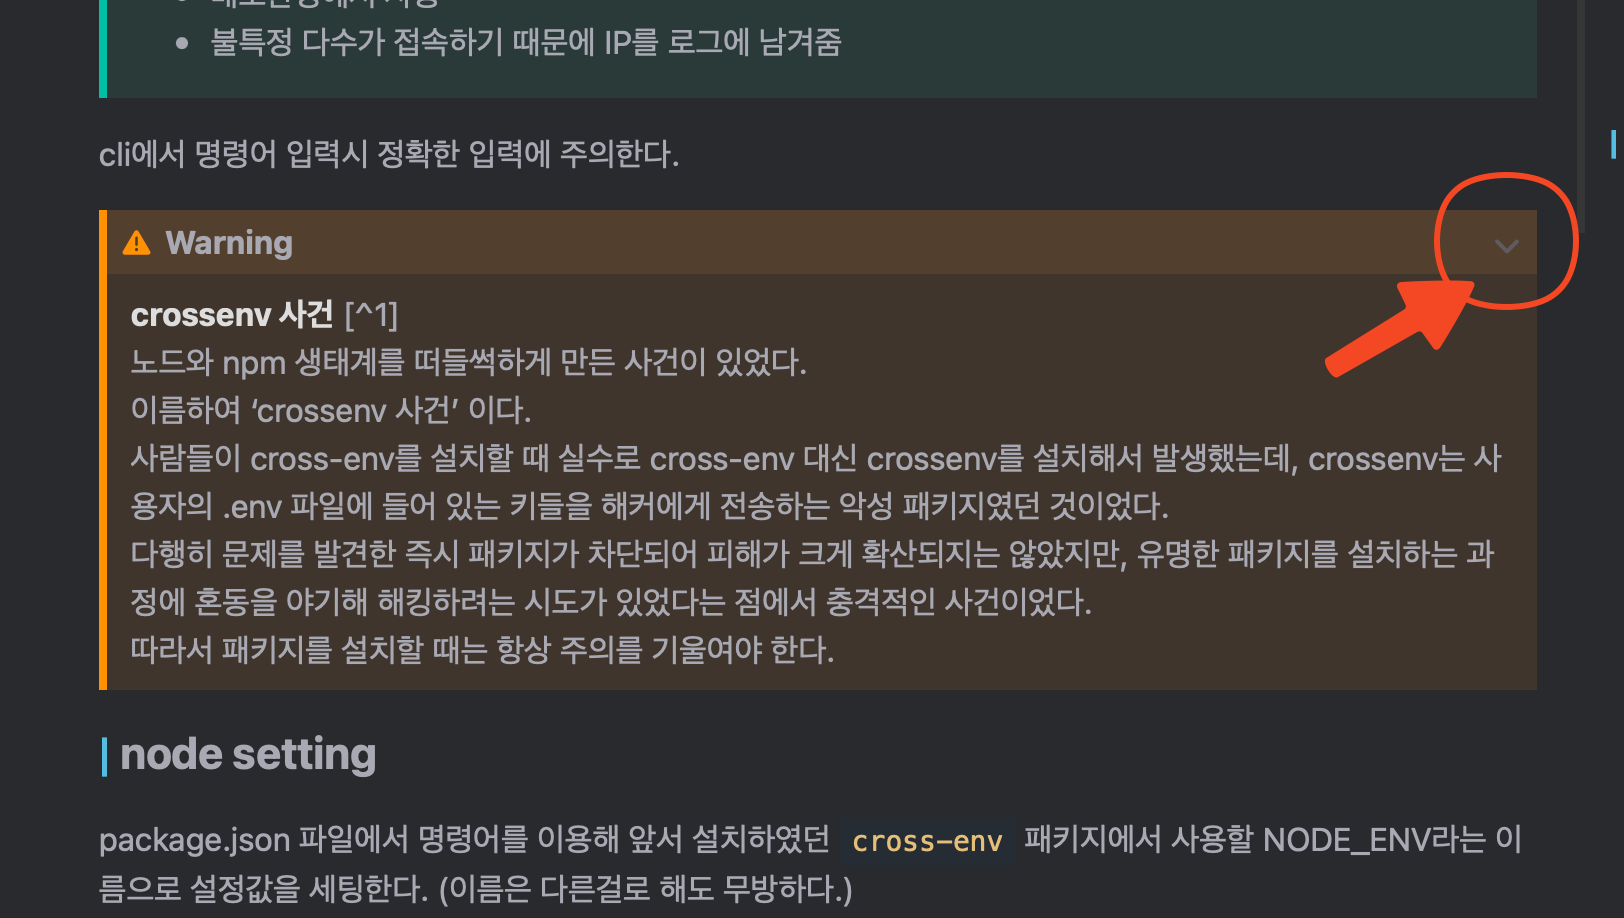 불특정 다수가 접속하기 때문에 IP를 로그에 남겨줌
cli에서 명령어 입력시 정확한 입력에 주의한다.
Warning
crossenv 사건 [^1]
노드와 npm 생태계를 떠들썩하게 만든 사건이 있었다.
이름하여 ‘crossenv 사건’ 이다.
사람들이 cross-env를 설치할 때 실수로 cross-env 대신 crossenv를 설치해서 발생했는데, crossenv는 사
용자의 .env 파일에 들어 있는 키들을 해커에게 전송하는 악성 패키지였던 것이었다.
다행히 문제를 발견한 즉시 패키지가 차단되어 피해가 크게 확산되지는 않았지만, 유명한 패키지를 설치하는 과
정에 혼동을 야기해 해킹하려는 시도가 있었다는 점에서 충격적인 사건이었다.
따라서 패키지를 설치할 때는 항상 주의를 기울여야 한다.
node setting
package.json 파일에서 명령어를 이용해 앞서 설치하였던 cross-env 패키지에서 사용할 NODE_ENV라는 이
름으로 설정값을 세팅한다. (이름은 다른걸로 해도 무방하다.)